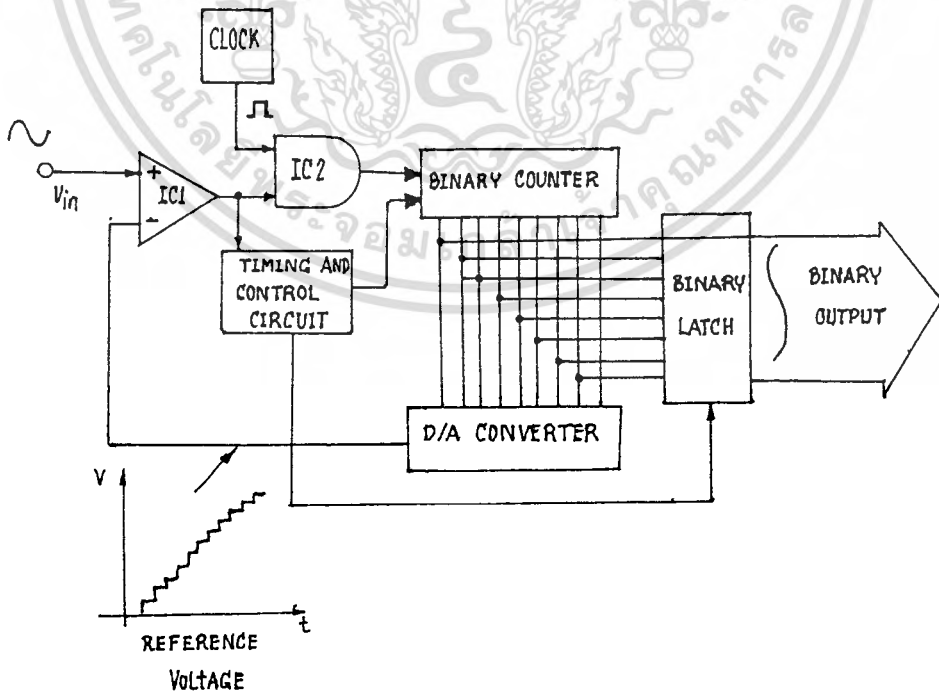 CLOCK
IC2
BINARY COUNTER
Vin
+
IC1
-
TIMING AND
CONTROL
CIRCUIT
BINARY
LATCH
BINARY
OUTPUT
D/A CONVERTER
V
t
REFERENCE
VOLTAGE